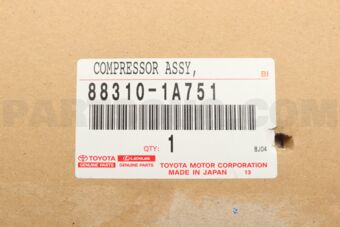 COMPRESSOR ASSY,
BI
88310-1A751
QTY: 1
BJ04
TOYOTA LEXUS
GENUINE PARTS GENUINE PARTS
TOYOTA MOTOR CORPORATION
MADE IN JAPAN 13